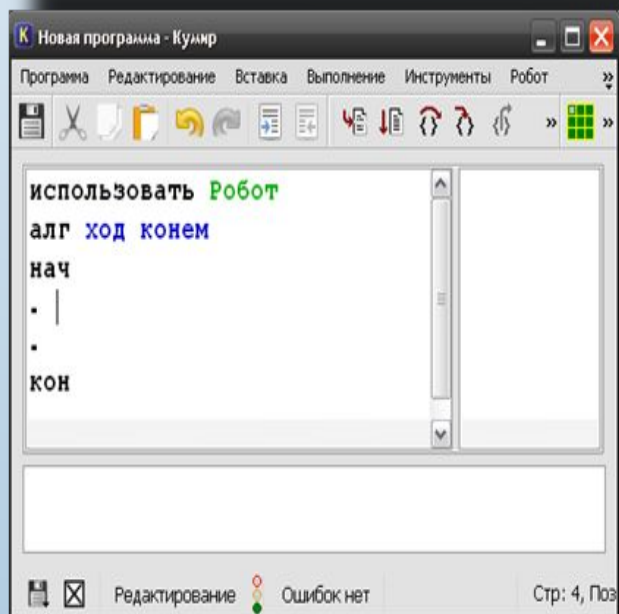 Новая программа - Кумир
Программа Редактирование Вставка Выполнение Инструменты Робот
использовать Робот
алг ход конем
нач
.
.
кон
Редактирование Ошибок нет Стр: 4, Поз